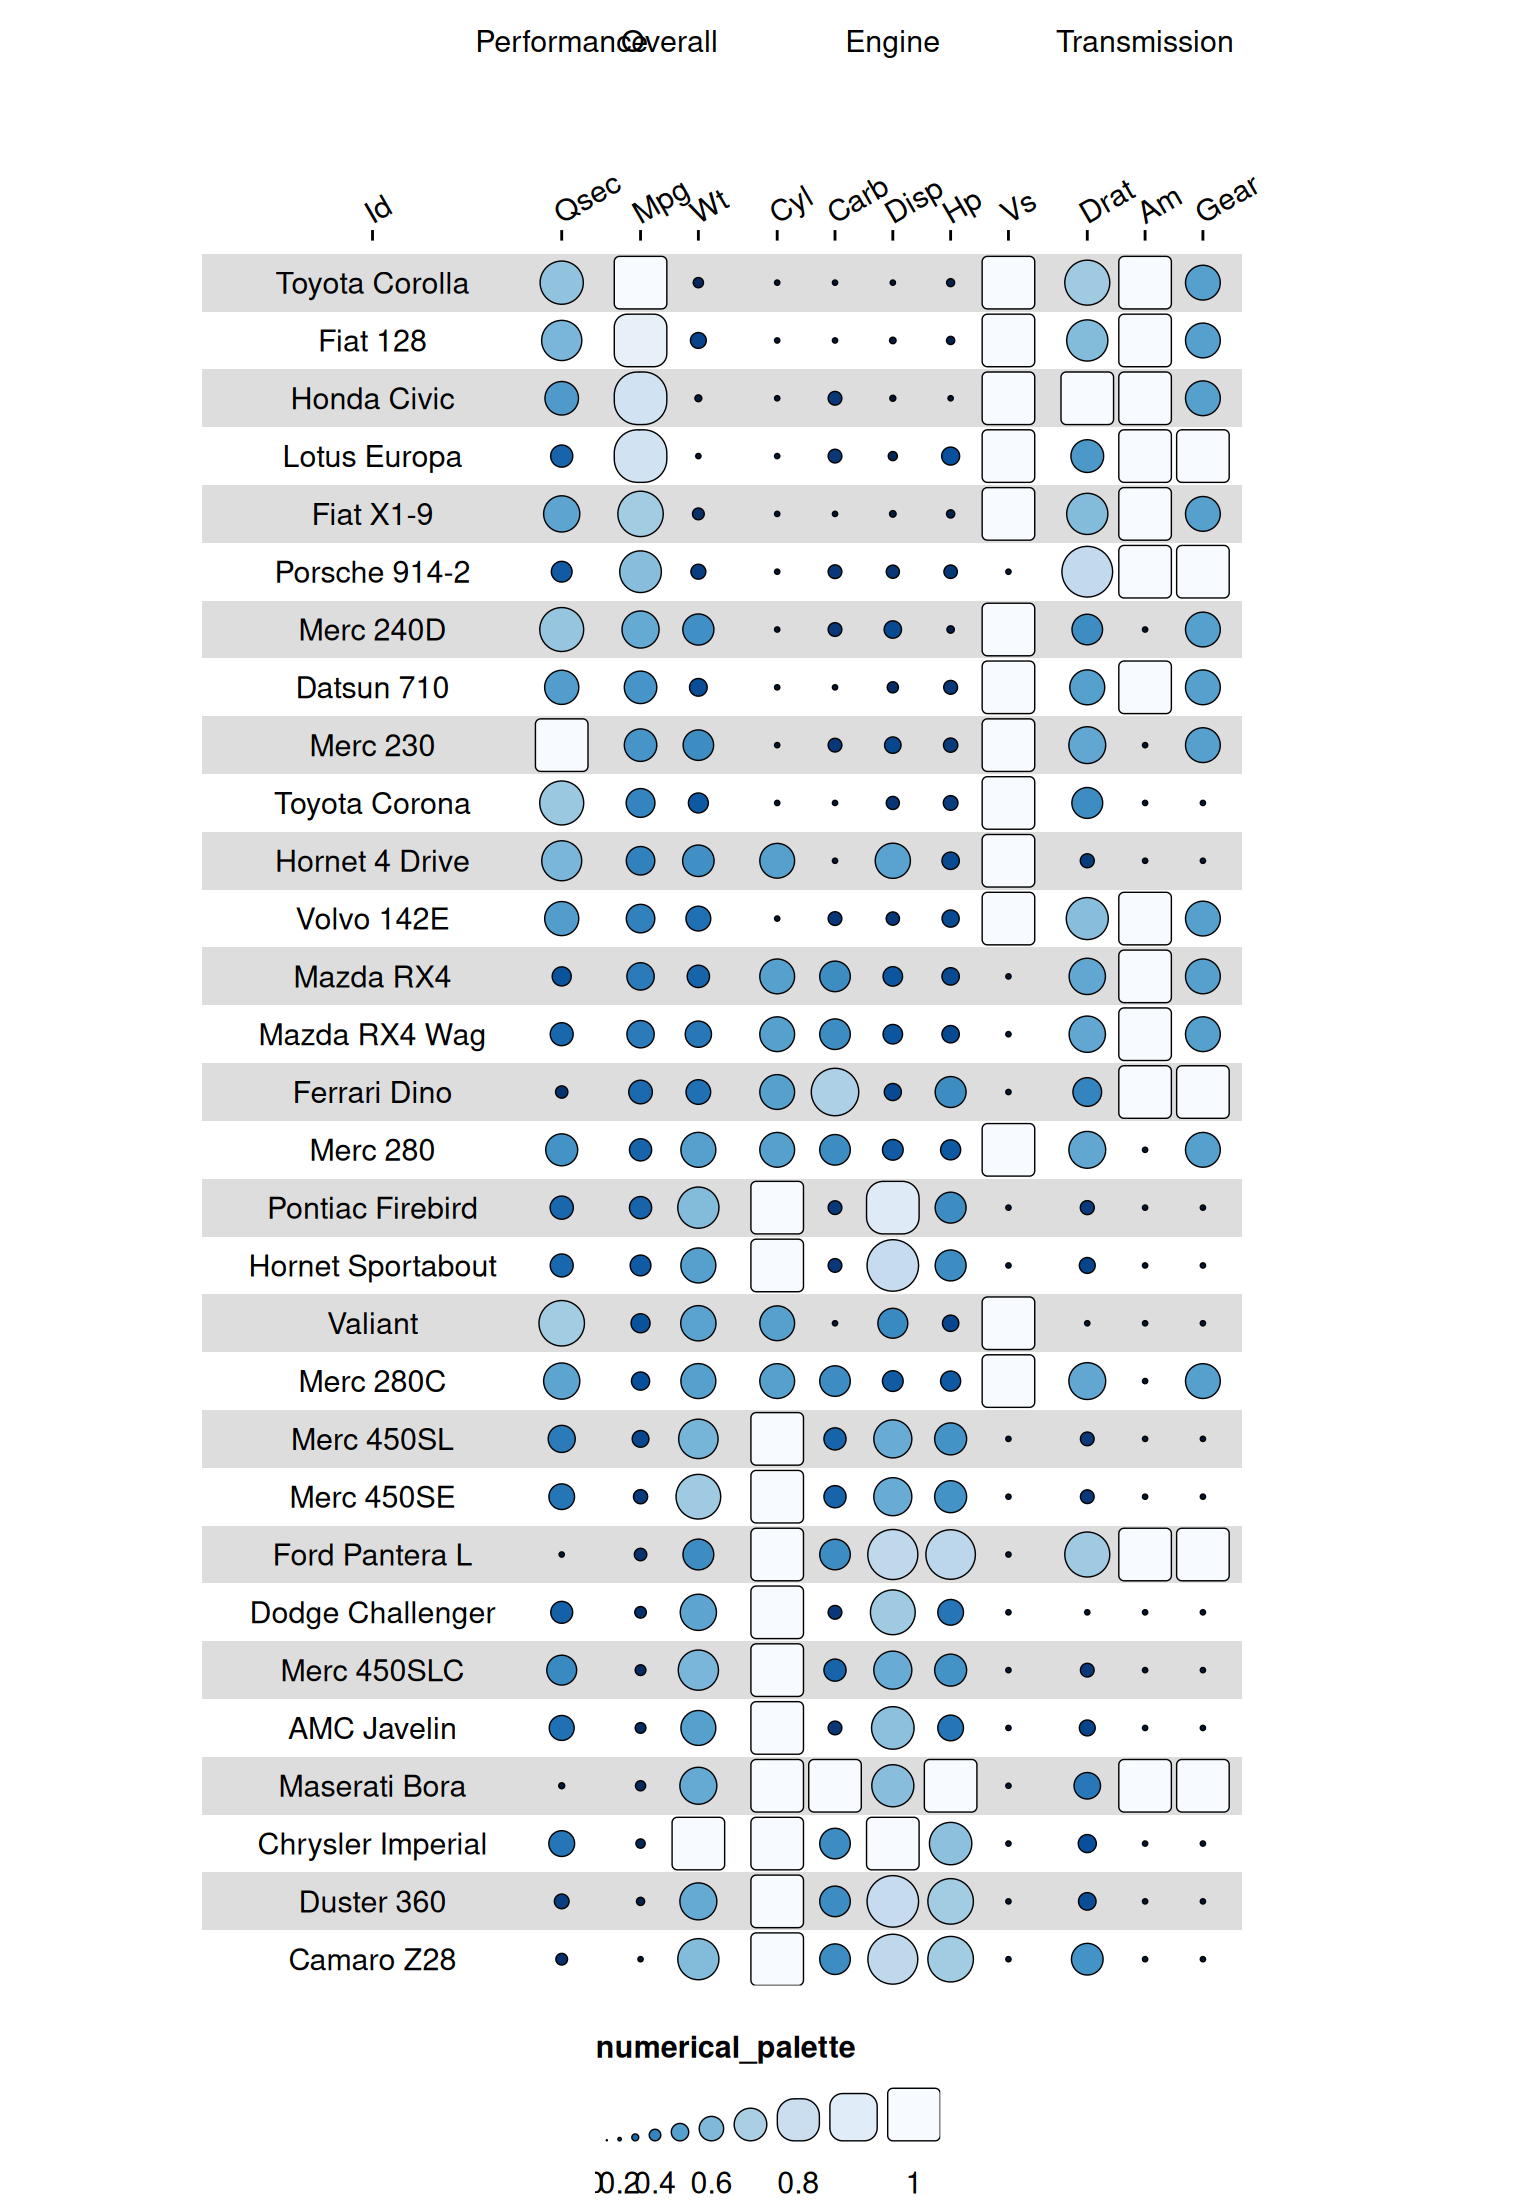 Performance Overall Engine Transmission
Id Qsec Mpg Wt Cyl Carb Disp Hp Vs Drat Am Gear
Toyota Corolla
Fiat 128
Honda Civic
Lotus Europa
Fiat X1-9
Porsche 914-2
Merc 240D
Datsun 710
Merc 230
Toyota Corona
Hornet 4 Drive
Volvo 142E
Mazda RX4
Mazda RX4 Wag
Ferrari Dino
Merc 280
Pontiac Firebird
Hornet Sportabout
Valiant
Merc 280C
Merc 450SL
Merc 450SE
Ford Pantera L
Dodge Challenger
Merc 450SLC
AMC Javelin
Maserati Bora
Chrysler Imperial
Duster 360
Camaro Z28
numerical_palette
0.2 0.4 0.6 0.8 1